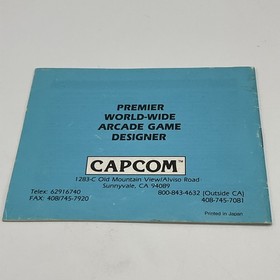 PREMIER
WORLD-WIDE
ARCADE GAME
DESIGNER
CAPCOM™
1283-C Old Mountain View/Alviso Road
Sunnyvale, CA 94089
Telex: 62916740 800-843-4632 (Outside CA)
FAX: 408/745-7920 408-745-7081
Printed in Japan